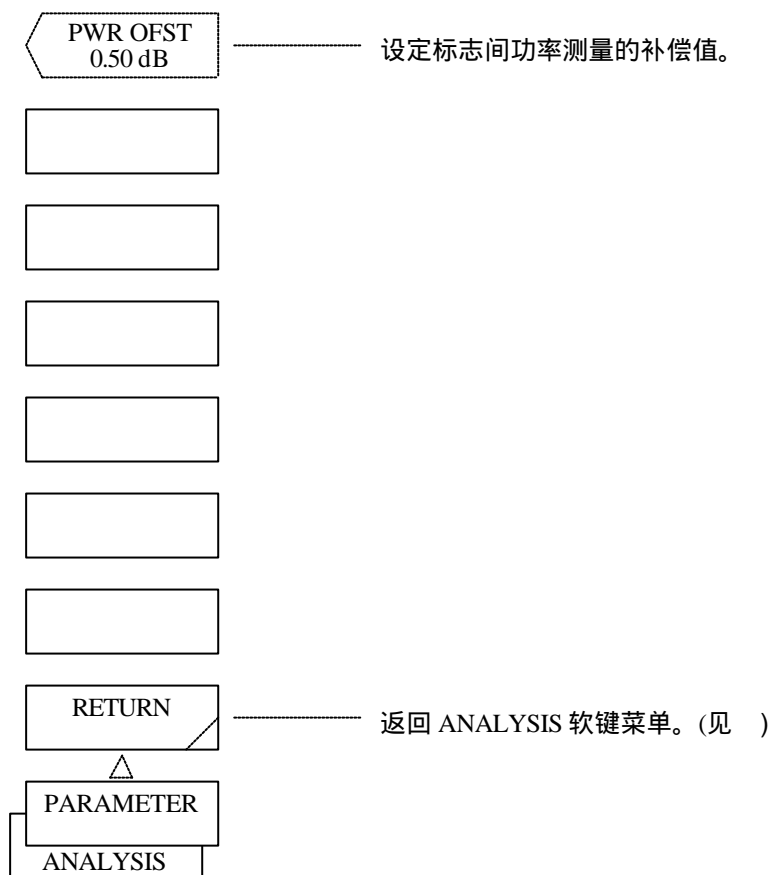 PWR OFST
0.50 dB
设定标志间功率测量的补偿值。
RETURN
返回 ANALYSIS 软键菜单。(见 )
PARAMETER
ANALYSIS